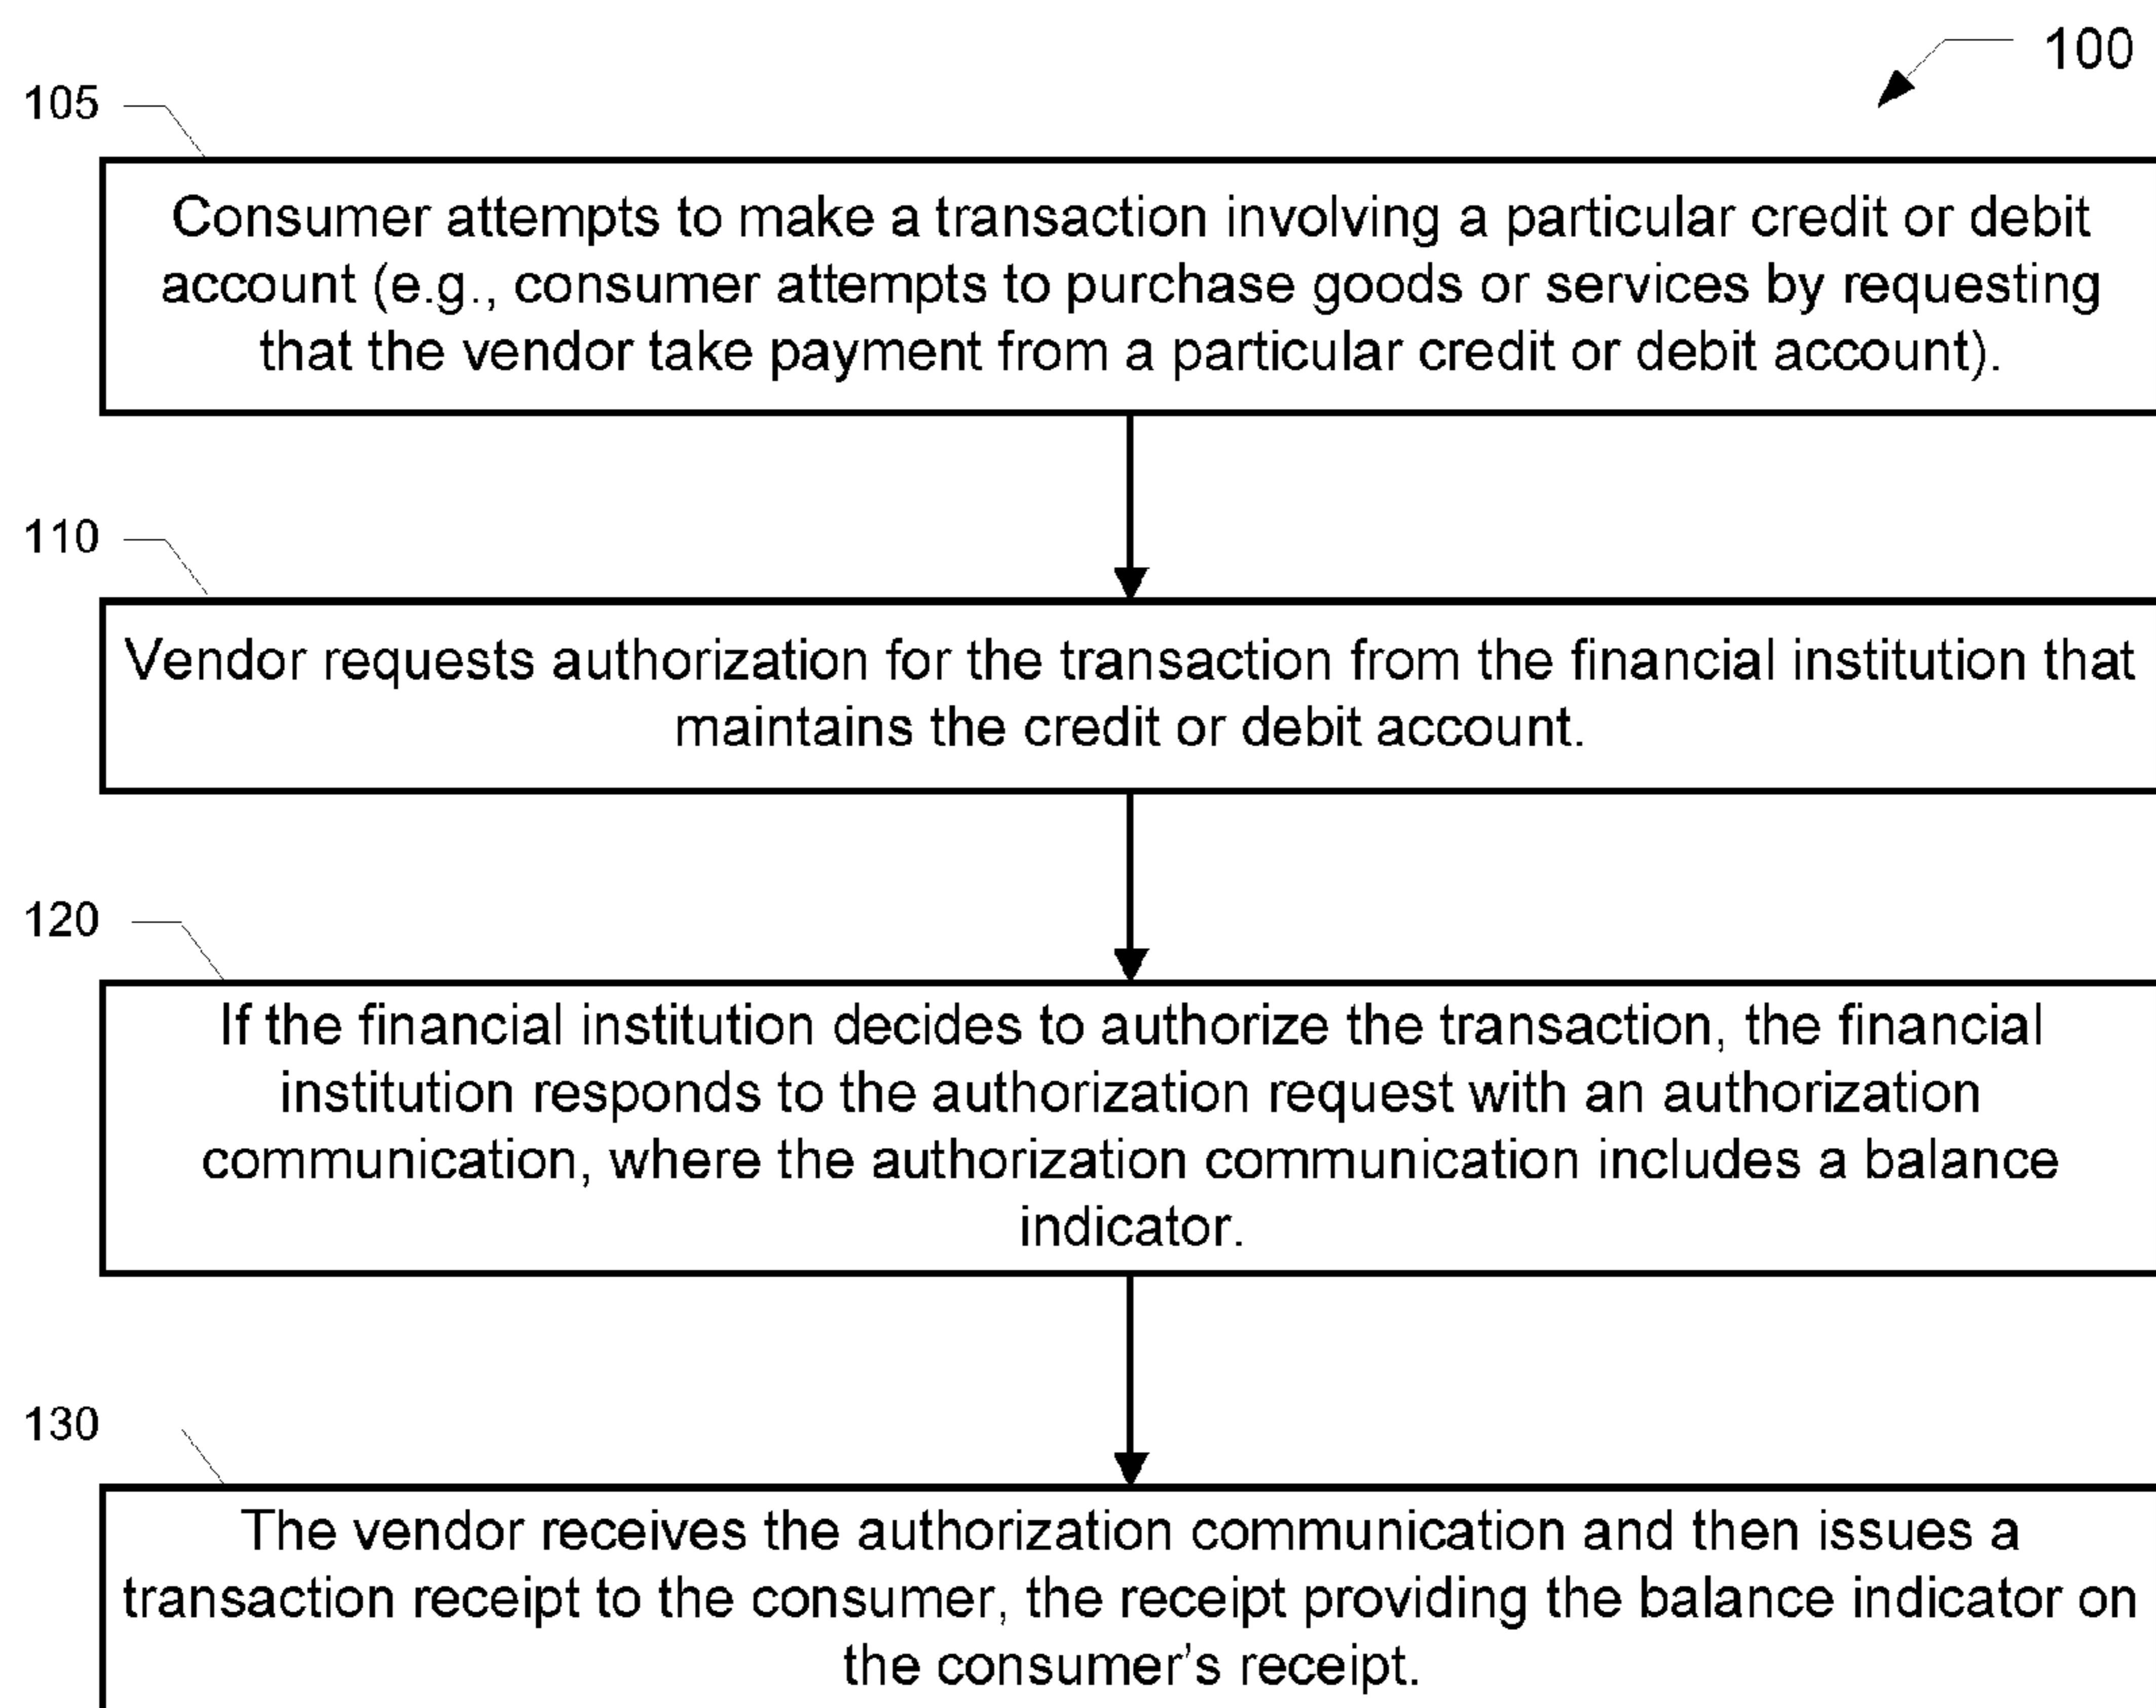 100
105
Consumer attempts to make a transaction involving a particular credit or debit
account (e.g., consumer attempts to purchase goods or services by requesting
that the vendor take payment from a particular credit or debit account).
110
Vendor requests authorization for the transaction from the financial institution that
maintains the credit or debit account.
120
If the financial institution decides to authorize the transaction, the financial
institution responds to the authorization request with an authorization
communication, where the authorization communication includes a balance
indicator.
130
The vendor receives the authorization communication and then issues a
transaction receipt to the consumer, the receipt providing the balance indicator on
the consumer’s receipt.